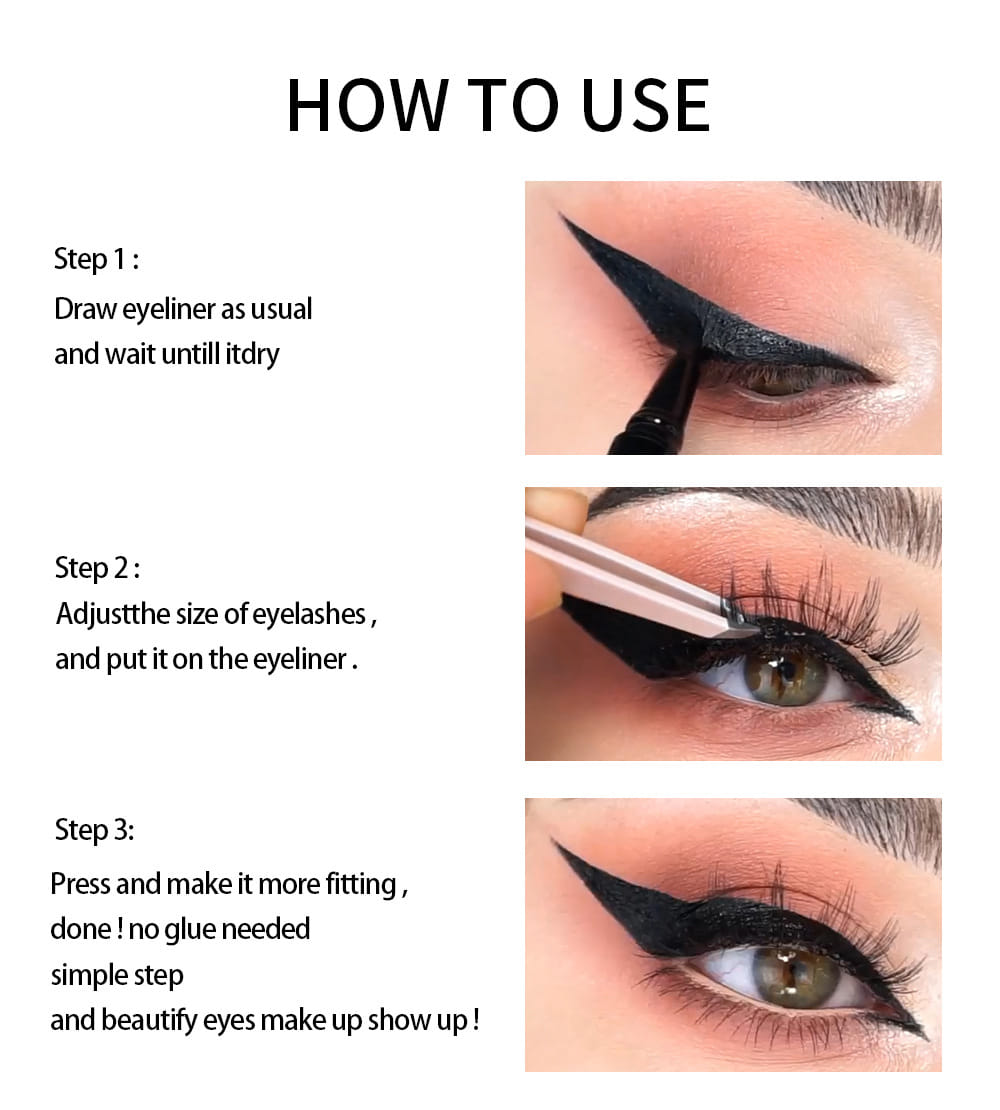 HOW TO USE
Step 1 :
Draw eyeliner as usual
and wait untill itdry
Step 2 :
Adjustthe size of eyelashes ,
and put it on the eyeliner .
Step 3:
Press and make it more fitting ,
done ! no glue needed
simple step
and beautify eyes make up show up !